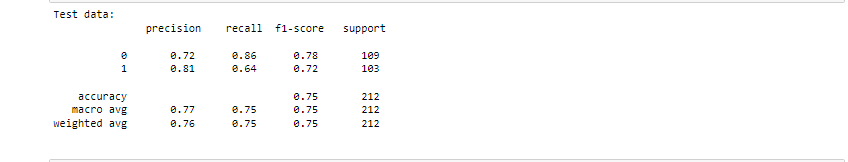 Test data:
precision recall f1-score support
0 0.72 0.86 0.78 109
1 0.81 0.64 0.72 103
accuracy 0.75 212
macro avg 0.77 0.75 0.75 212
weighted avg 0.76 0.75 0.75 212